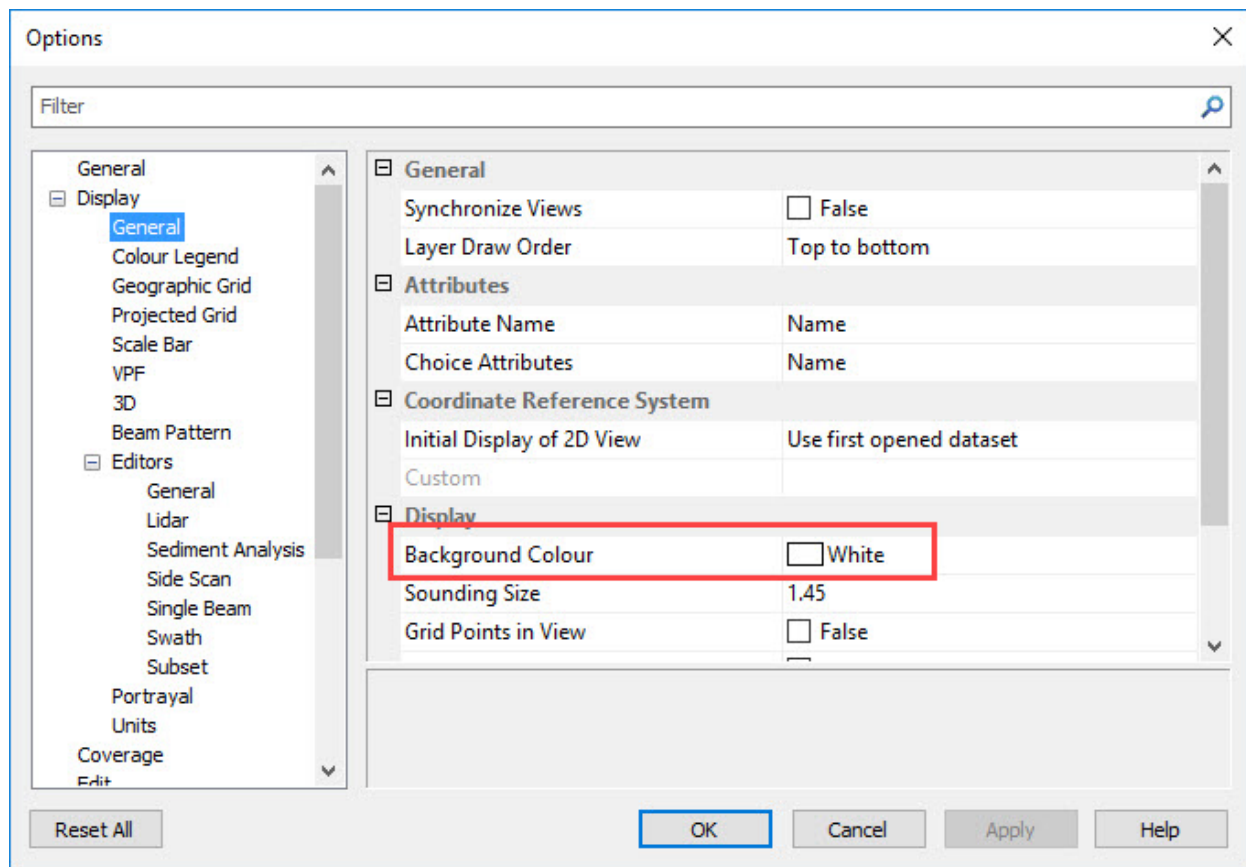 Options
Filter
General
Display
General
Colour Legend
Geographic Grid
Projected Grid
Scale Bar
VPF
3D
Beam Pattern
Editors
General
Lidar
Sediment Analysis
Side Scan
Single Beam
Swath
Subset
Portrayal
Units
Coverage
Edit
General
Synchronize Views False
Layer Draw Order Top to bottom
Attributes
Attribute Name Name
Choice Attributes Name
Coordinate Reference System
Initial Display of 2D View Use first opened dataset
Custom
Display
Background Colour White
Sounding Size 1.45
Grid Points in View False
Reset All OK Cancel Apply Help